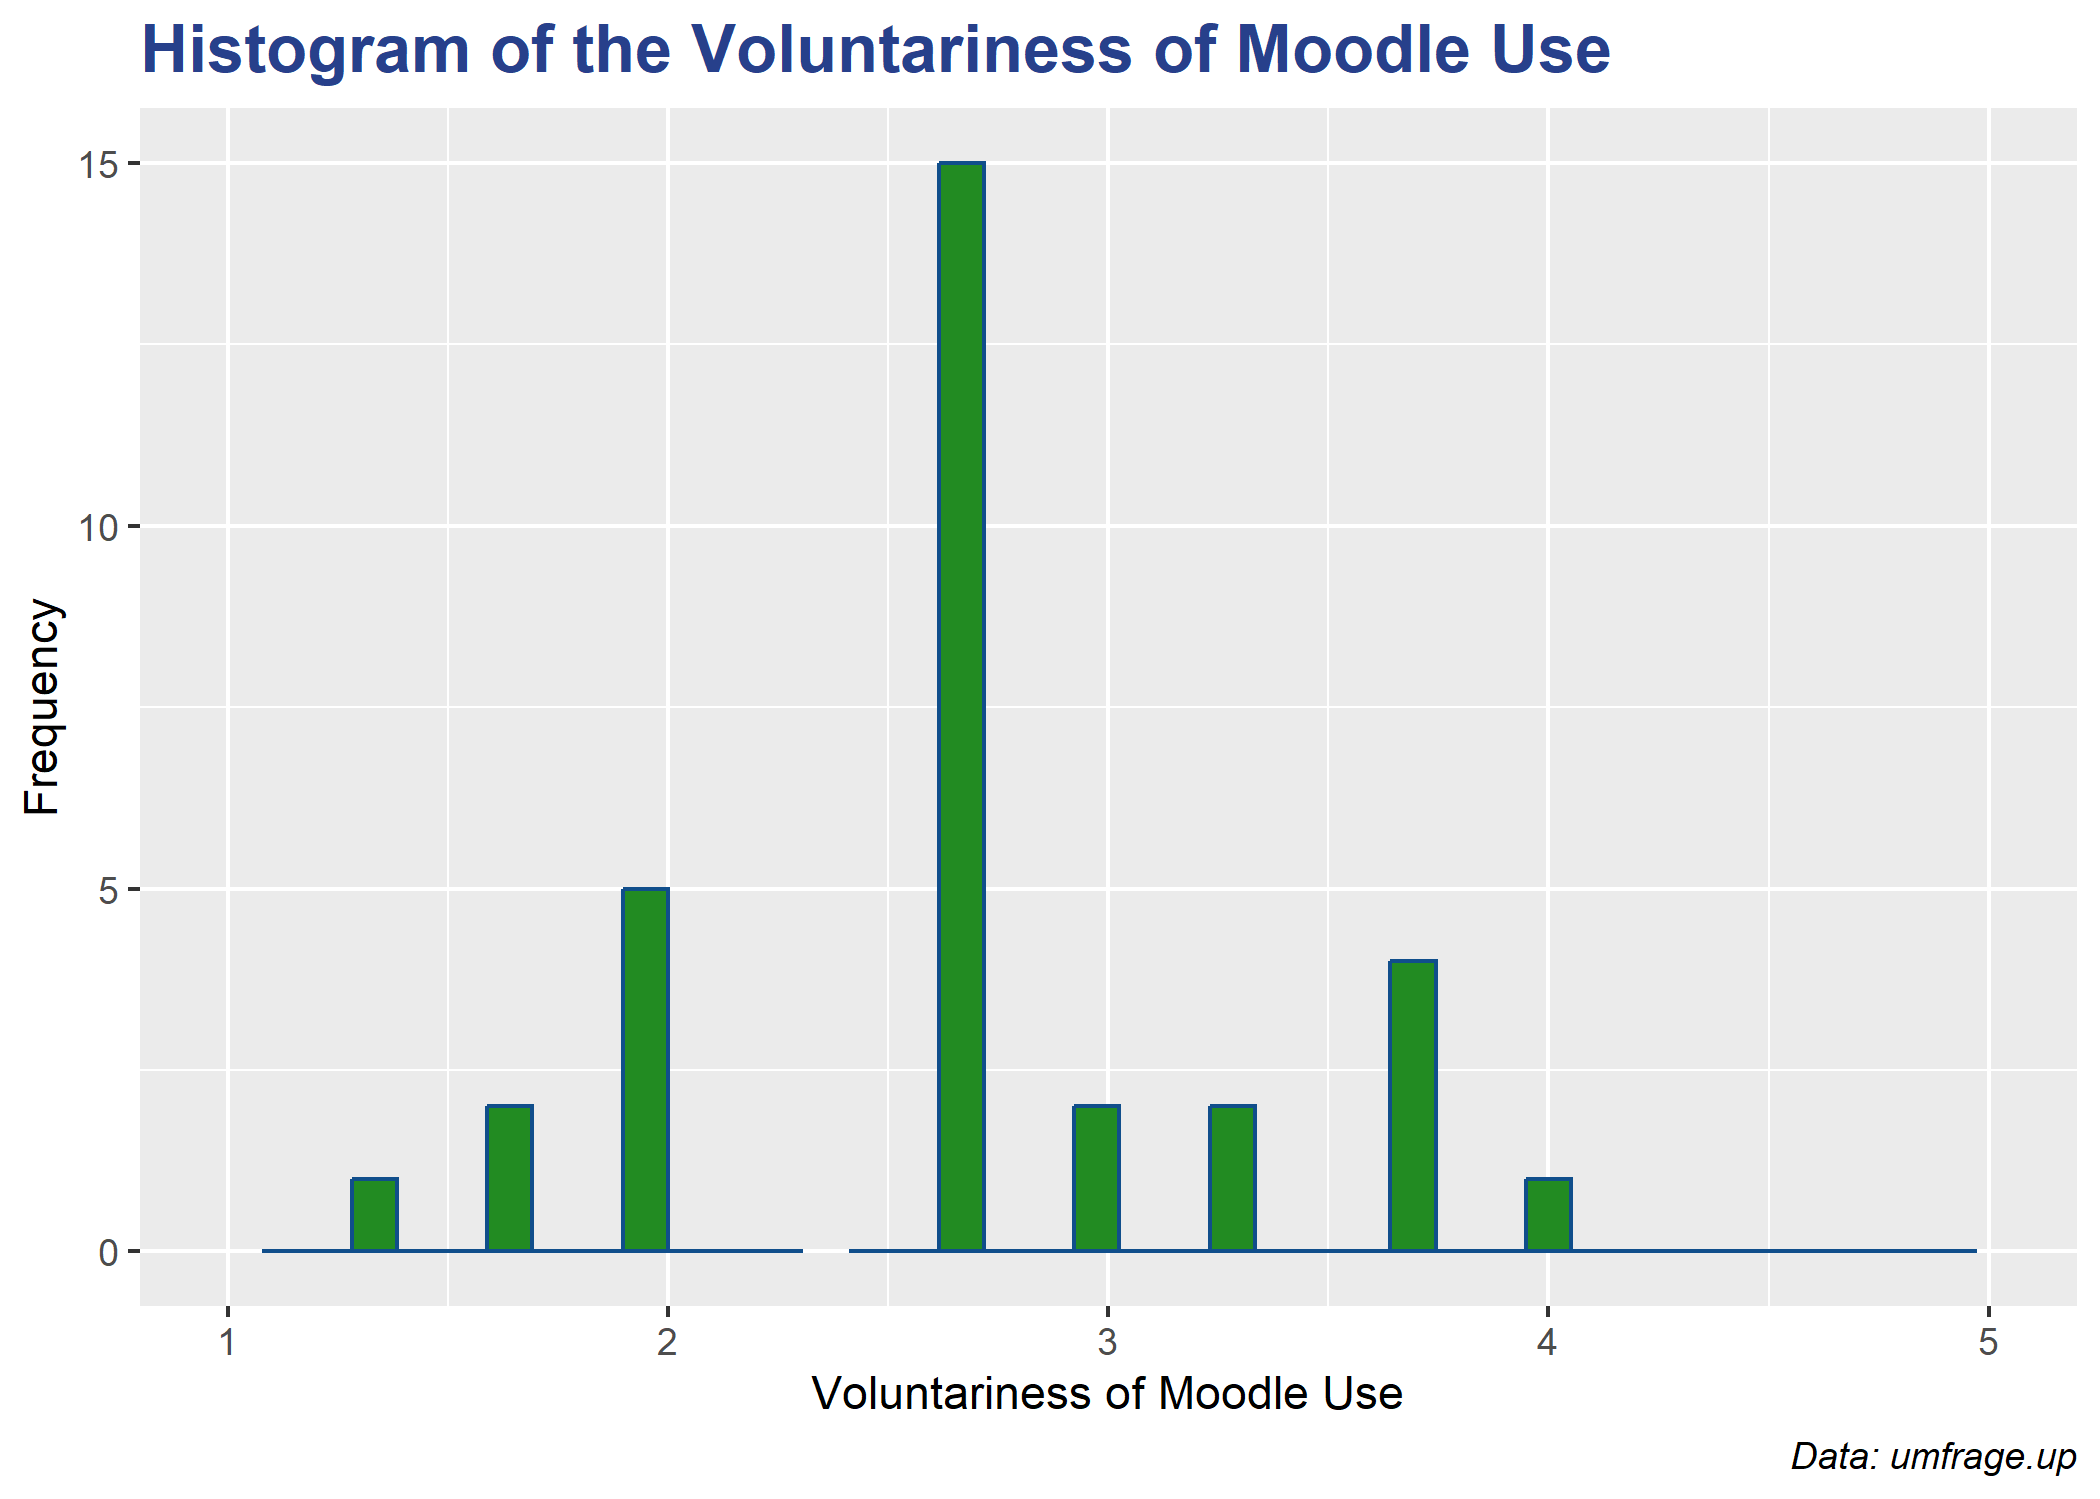 Histogram of the Voluntariness of Moodle Use
15
10
5
0
Frequency
1 2 3 4 5
Voluntariness of Moodle Use
Data: umfrage.up